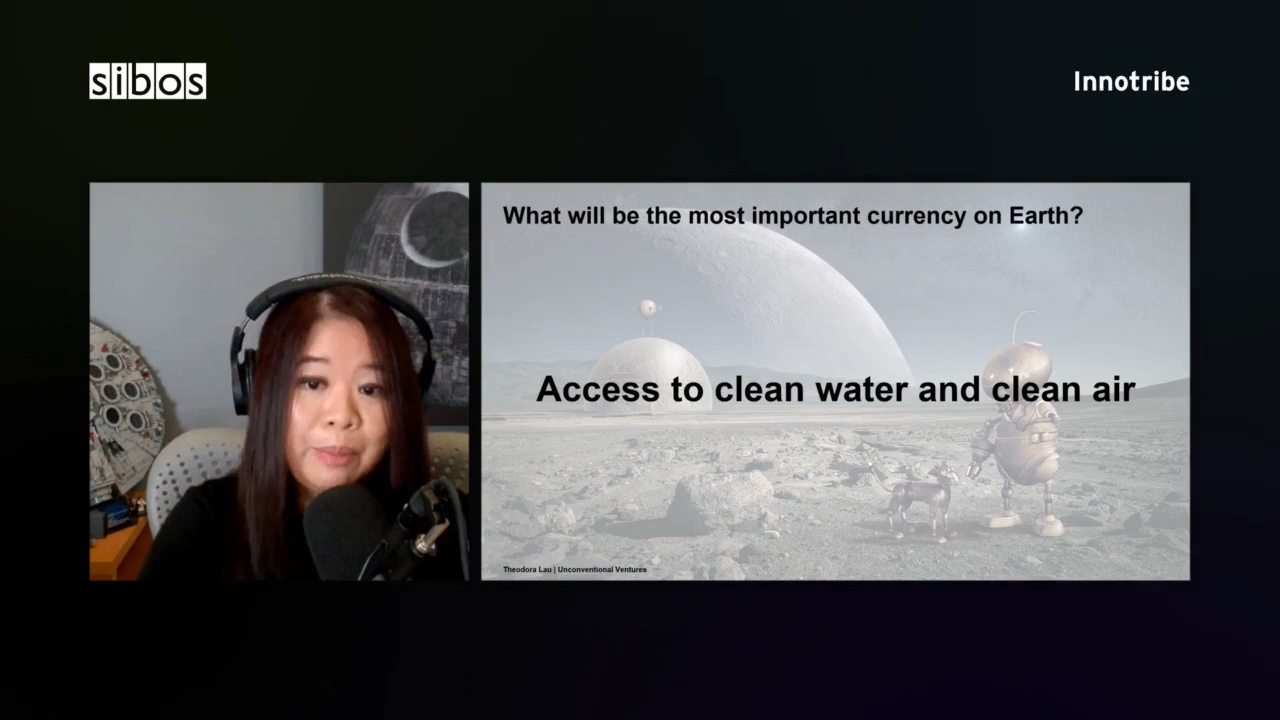 sibos
Innotribe
What will be the most important currency on Earth?
Access to clean water and clean air
Theodora Lau | Unconventional Ventures